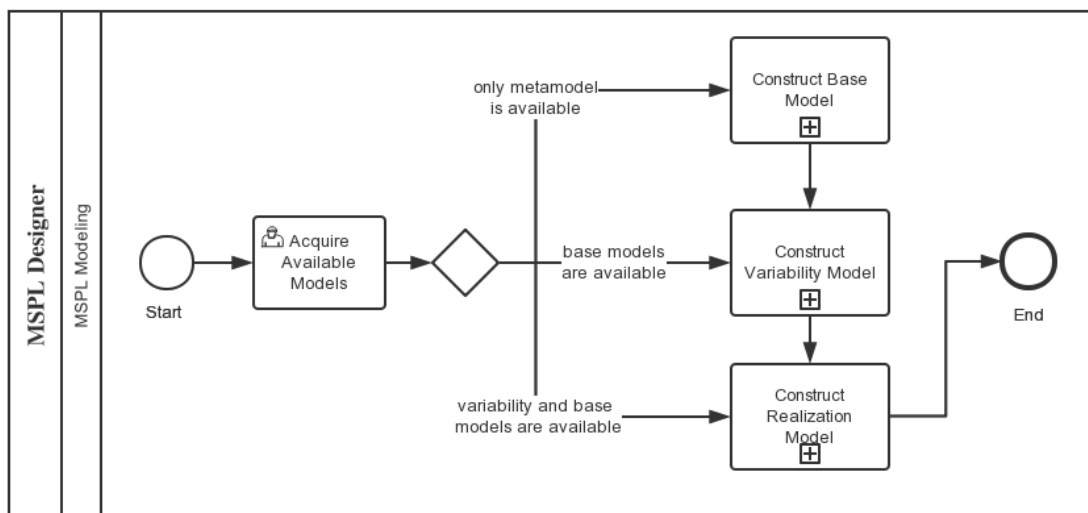 MSPL Designer
MSPL Modeling
Start
Acquire
Available
Models
only metamodel
is available
base models
are available
variability and base
models are available
Construct Base
Model
Construct
Variability Model
Construct
Realization
Model
End